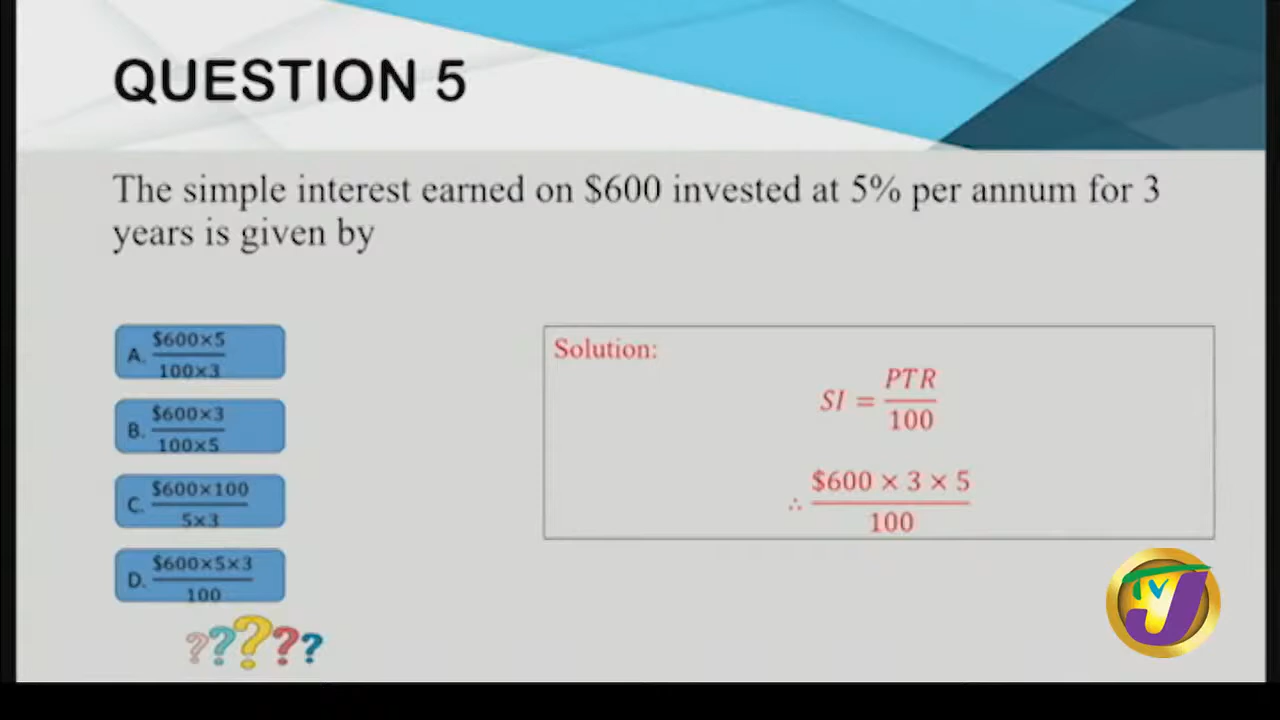 QUESTION 5
The simple interest earned on $600 invested at 5% per annum for 3
years is given by
A. $600×5
100×3
B. $600×3
100×5
C. $600×100
5×3
D. $600×5×3
100
Solution:
SI = PTR
100
∴ $600 × 3 × 5
100
? ? ? ? ?
TVJ